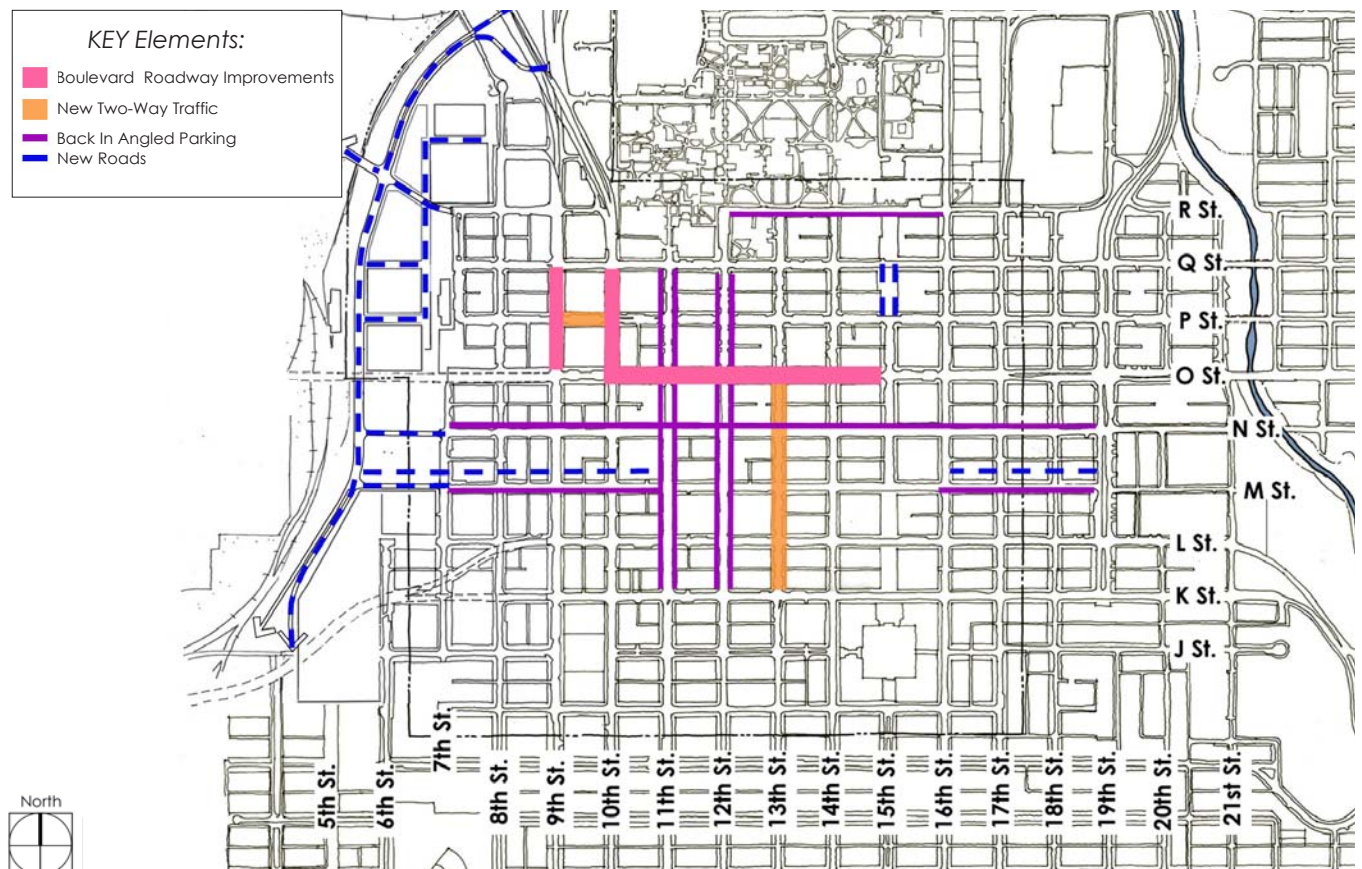 KEY Elements:
Boulevard Roadway Improvements
New Two-Way Traffic
Back In Angled Parking
New Roads
R St.
Q St.
P St.
O St.
N St.
M St.
L St.
K St.
J St.
5th St.
6th St.
7th St.
8th St.
9th St.
10th St.
11th St.
12th St.
13th St.
14th St.
15th St.
16th St.
17th St.
18th St.
19th St.
20th St.
21st St.
North